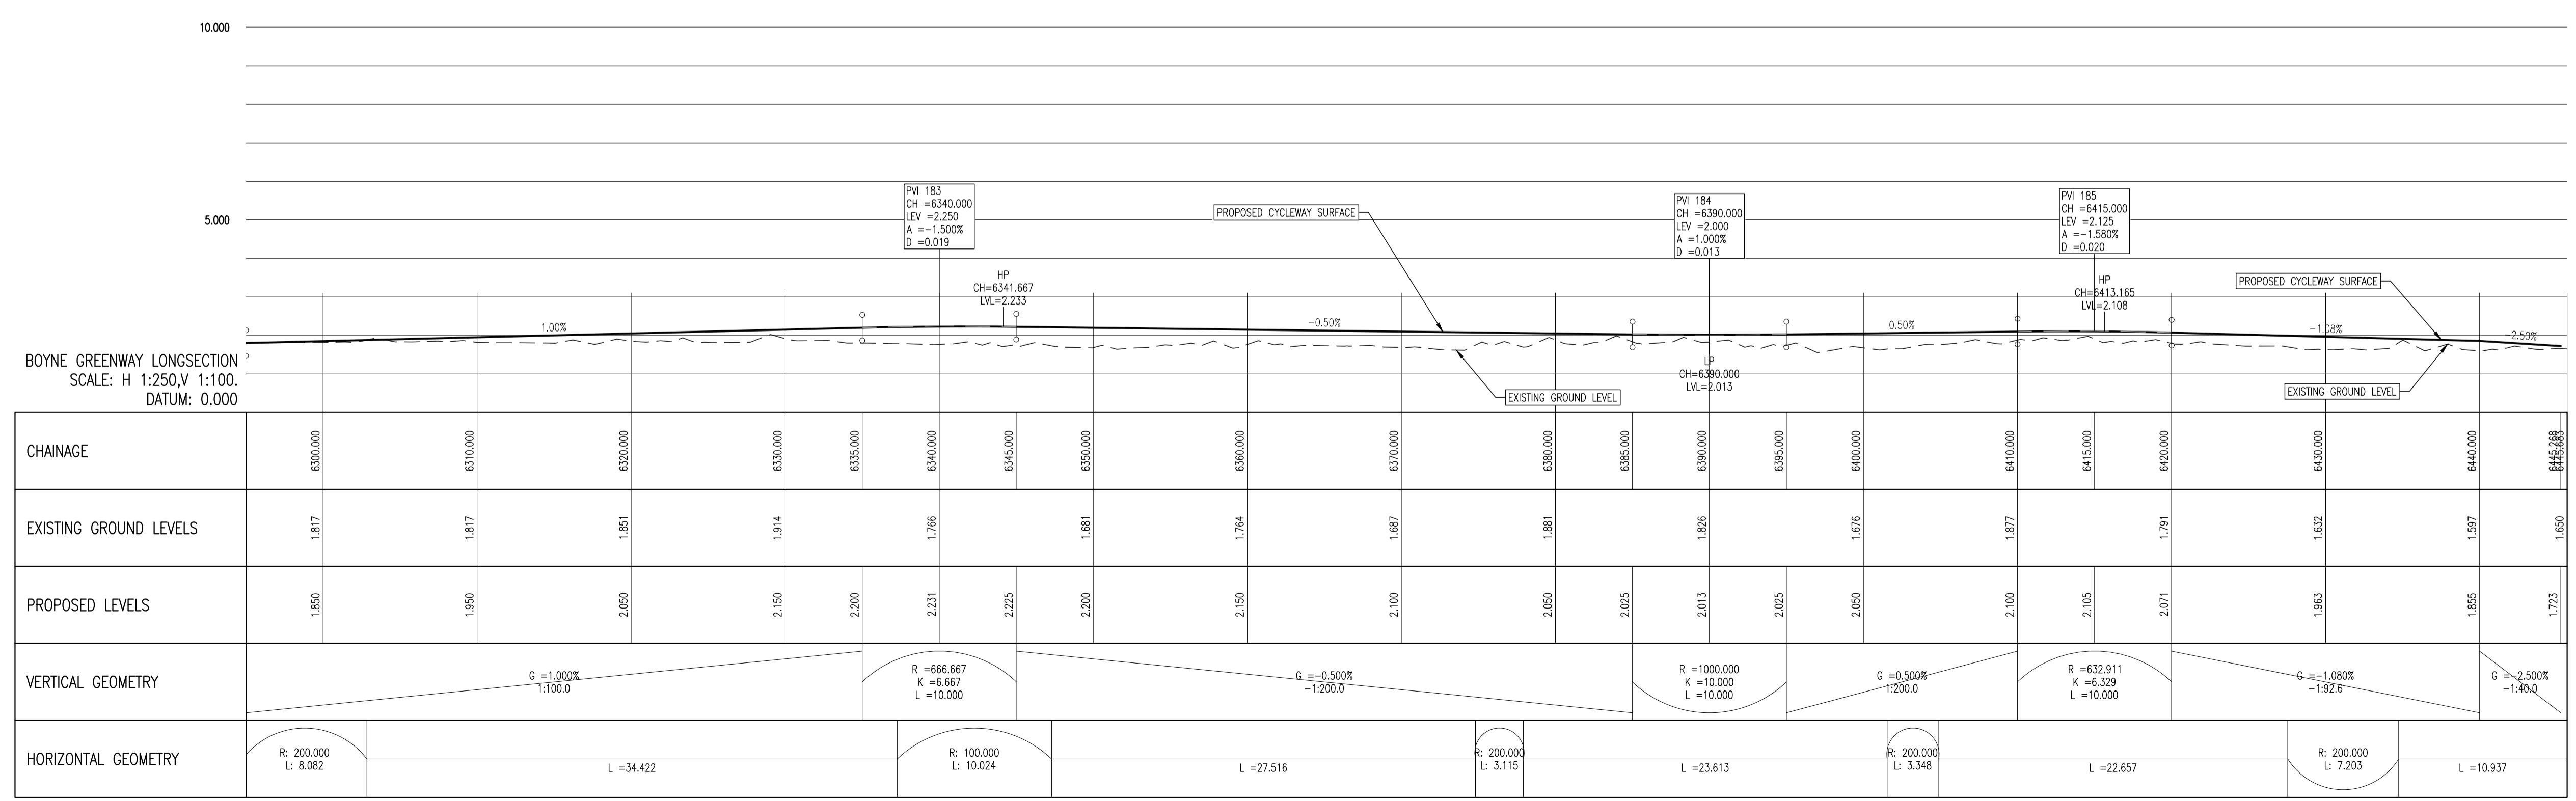 10.000
5.000
PVI 183
CH =6340.000
LEV =2.250
A =-1.500%
D =0.019
HP
CH=6341.667
LVL=2.233
PROPOSED CYCLEWAY SURFACE
PVI 184
CH =6390.000
LEV =2.000
A =1.000%
D =0.013
LP
CH=6390.000
LVL=2.013
PVI 185
CH =6415.000
LEV =2.125
A =-1.580%
D =0.020
HP
CH=6413.165
LVL=2.108
PROPOSED CYCLEWAY SURFACE
1.00%
-0.50%
0.50%
-1.08%
-2.50%
EXISTING GROUND LEVEL
EXISTING GROUND LEVEL
BOYNE GREENWAY LONGSECTION
SCALE: H 1:250,V 1:100.
DATUM: 0.000
CHAINAGE
6300.000
6310.000
6320.000
6330.000
6335.000
6340.000
6345.000
6350.000
6360.000
6370.000
6380.000
6385.000
6390.000
6395.000
6400.000
6410.000
6415.000
6420.000
6430.000
6440.000
6445.268
6445.683
EXISTING GROUND LEVELS
1.817
1.817
1.851
1.914
1.766
1.681
1.764
1.687
1.881
1.826
1.676
1.877
1.791
1.632
1.597
1.650
PROPOSED LEVELS
1.850
1.950
2.050
2.150
2.200
2.231
2.225
2.200
2.150
2.100
2.050
2.025
2.013
2.025
2.050
2.100
2.105
2.071
1.963
1.855
1.723
VERTICAL GEOMETRY
G =1.000%
1:100.0
R =666.667
K =6.667
L =10.000
G =-0.500%
-1:200.0
R =1000.000
K =10.000
L =10.000
G =0.500%
1:200.0
R =632.911
K =6.329
L =10.000
G =-1.080%
-1:92.6
G =-2.500%
-1:40.0
HORIZONTAL GEOMETRY
R: 200.000
L: 8.082
L =34.422
R: 100.000
L: 10.024
L =27.516
R: 200.000
L: 3.115
L =23.613
R: 200.000
L: 3.348
L =22.657
R: 200.000
L: 7.203
L =10.937